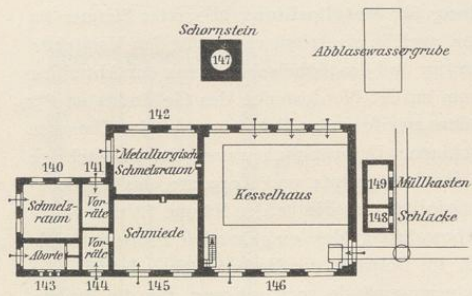 Schornstein
147
Abblasewassergrube
142
140
141
Metallurgisch.
Schmelzraum
Vor-
räte
Schmelz-
raum
Kesselhaus
149
Müllkasten
148
Schlacke
Schmiede
Vor-
räte
Aborte
143
144
145
146